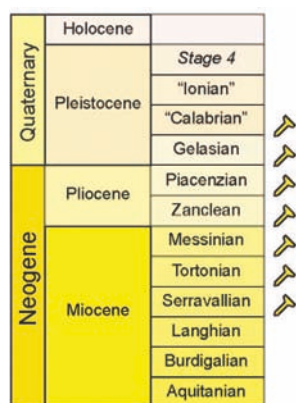 Quaternary
Neogene
Holocene
Pleistocene
Pliocene
Miocene
Stage 4
“Ionian”
“Calabrian”
Gelasian
Piacenzian
Zanclean
Messinian
Tortonian
Serravallian
Langhian
Burdigalian
Aquitanian